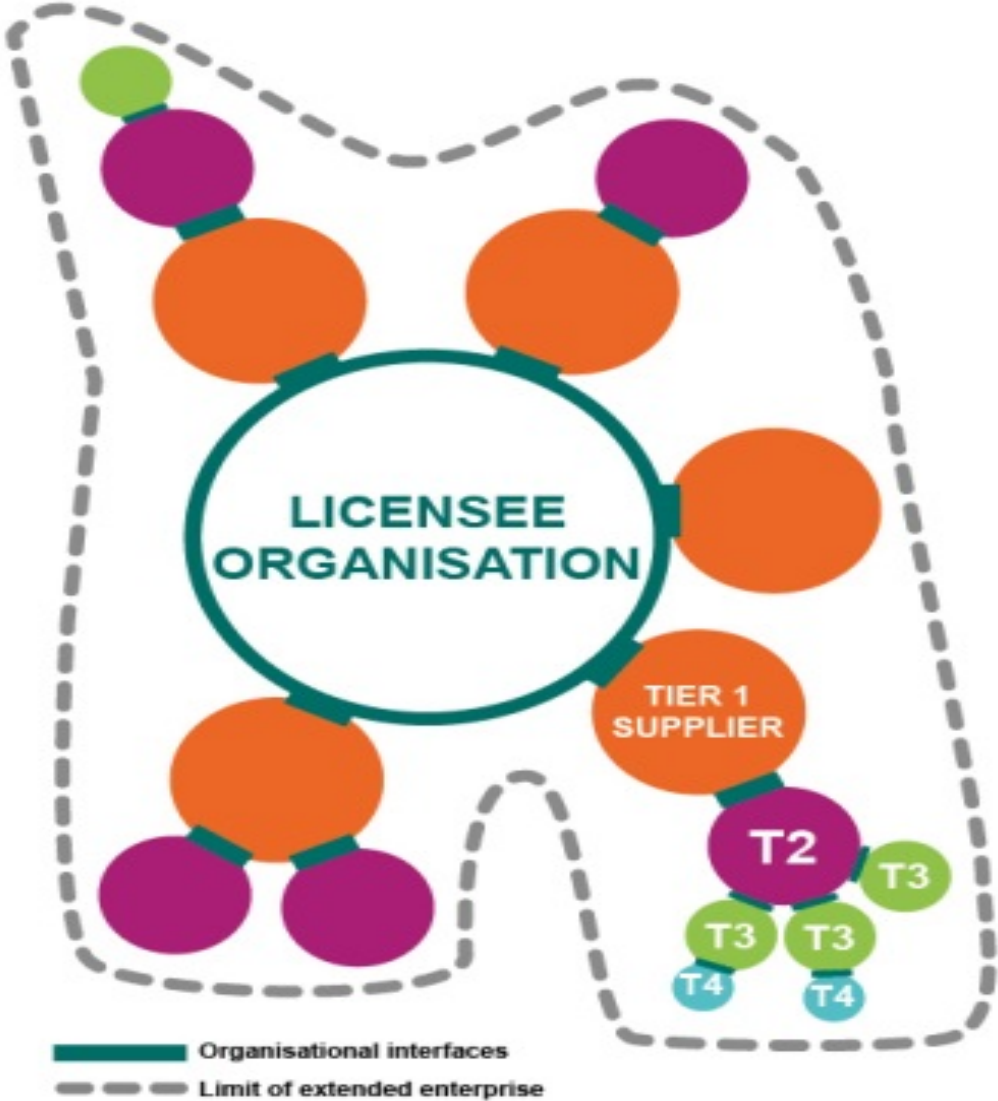 LICENSEE
ORGANISATION
TIER 1
SUPPLIER
T2
T3
T3
T3
T4
T4
Organisational interfaces
Limit of extended enterprise